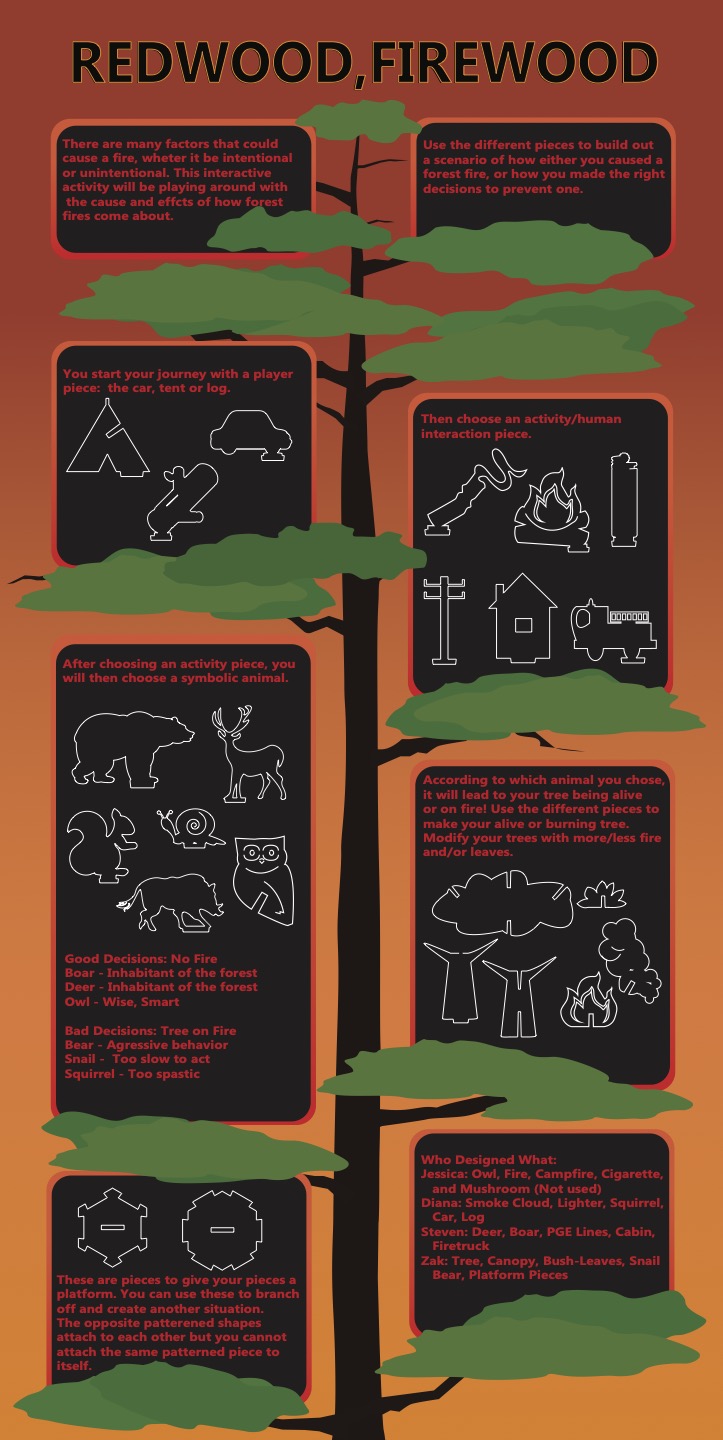 REDWOOD,FIREWOOD
There are many factors that could
cause a fire, wheter it be intentional
or unintentional. This interactive
activity will be playing around with
the cause and effcts of how forest
fires come about.
Use the different pieces to build out
a scenario of how either you caused a
forest fire, or how you made the right
decisions to prevent one.
You start your journey with a player
piece: the car, tent or log.
Then choose an activity/human
interaction piece.
After choosing an activity piece, you
will then choose a symbolic animal.
Good Decisions: No Fire
Boar - Inhabitant of the forest
Deer - Inhabitant of the forest
Owl - Wise, Smart
Bad Decisions: Tree on Fire
Bear - Agressive behavior
Snail - Too slow to act
Squirrel - Too spastic
According to which animal you chose,
it will lead to your tree being alive
or on fire! Use the different pieces to
make your alive or burning tree.
Modify your trees with more/less fire
and/or leaves.
These are pieces to give your pieces a
platform. You can use these to branch
off and create another situation.
The opposite patterened shapes
attach to each other but you cannot
attach the same patterned piece to
itself.
Who Designed What:
Jessica: Owl, Fire, Campfire, Cigarette,
and Mushroom (Not used)
Diana: Smoke Cloud, Lighter, Squirrel,
Car, Log
Steven: Deer, Boar, PGE Lines, Cabin,
Firetruck
Zak: Tree, Canopy, Bush-Leaves, Snail
Bear, Platform Pieces